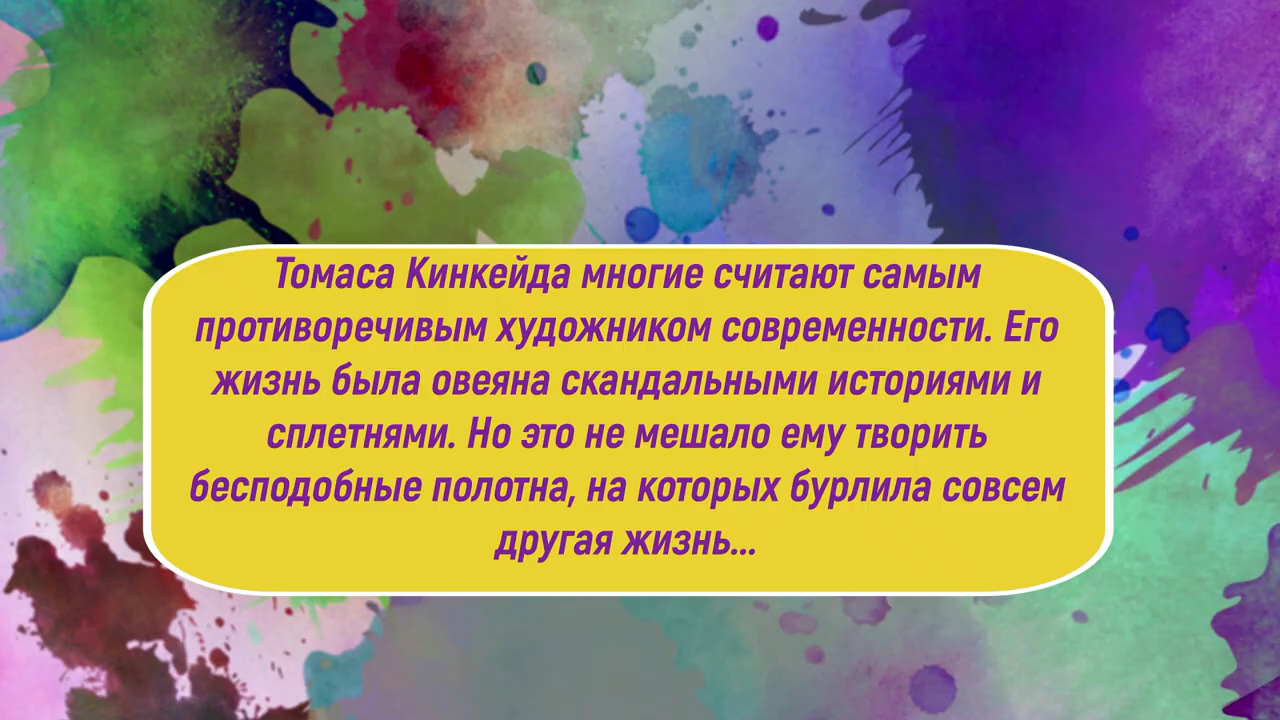 Томаса Кинкейда многие считают самым
противоречивым художником современности. Его
жизнь была овеяна скандальными историями и
сплетнями. Но это не мешало ему творить
бесподобные полотна, на которых бурлила совсем
другая жизнь...